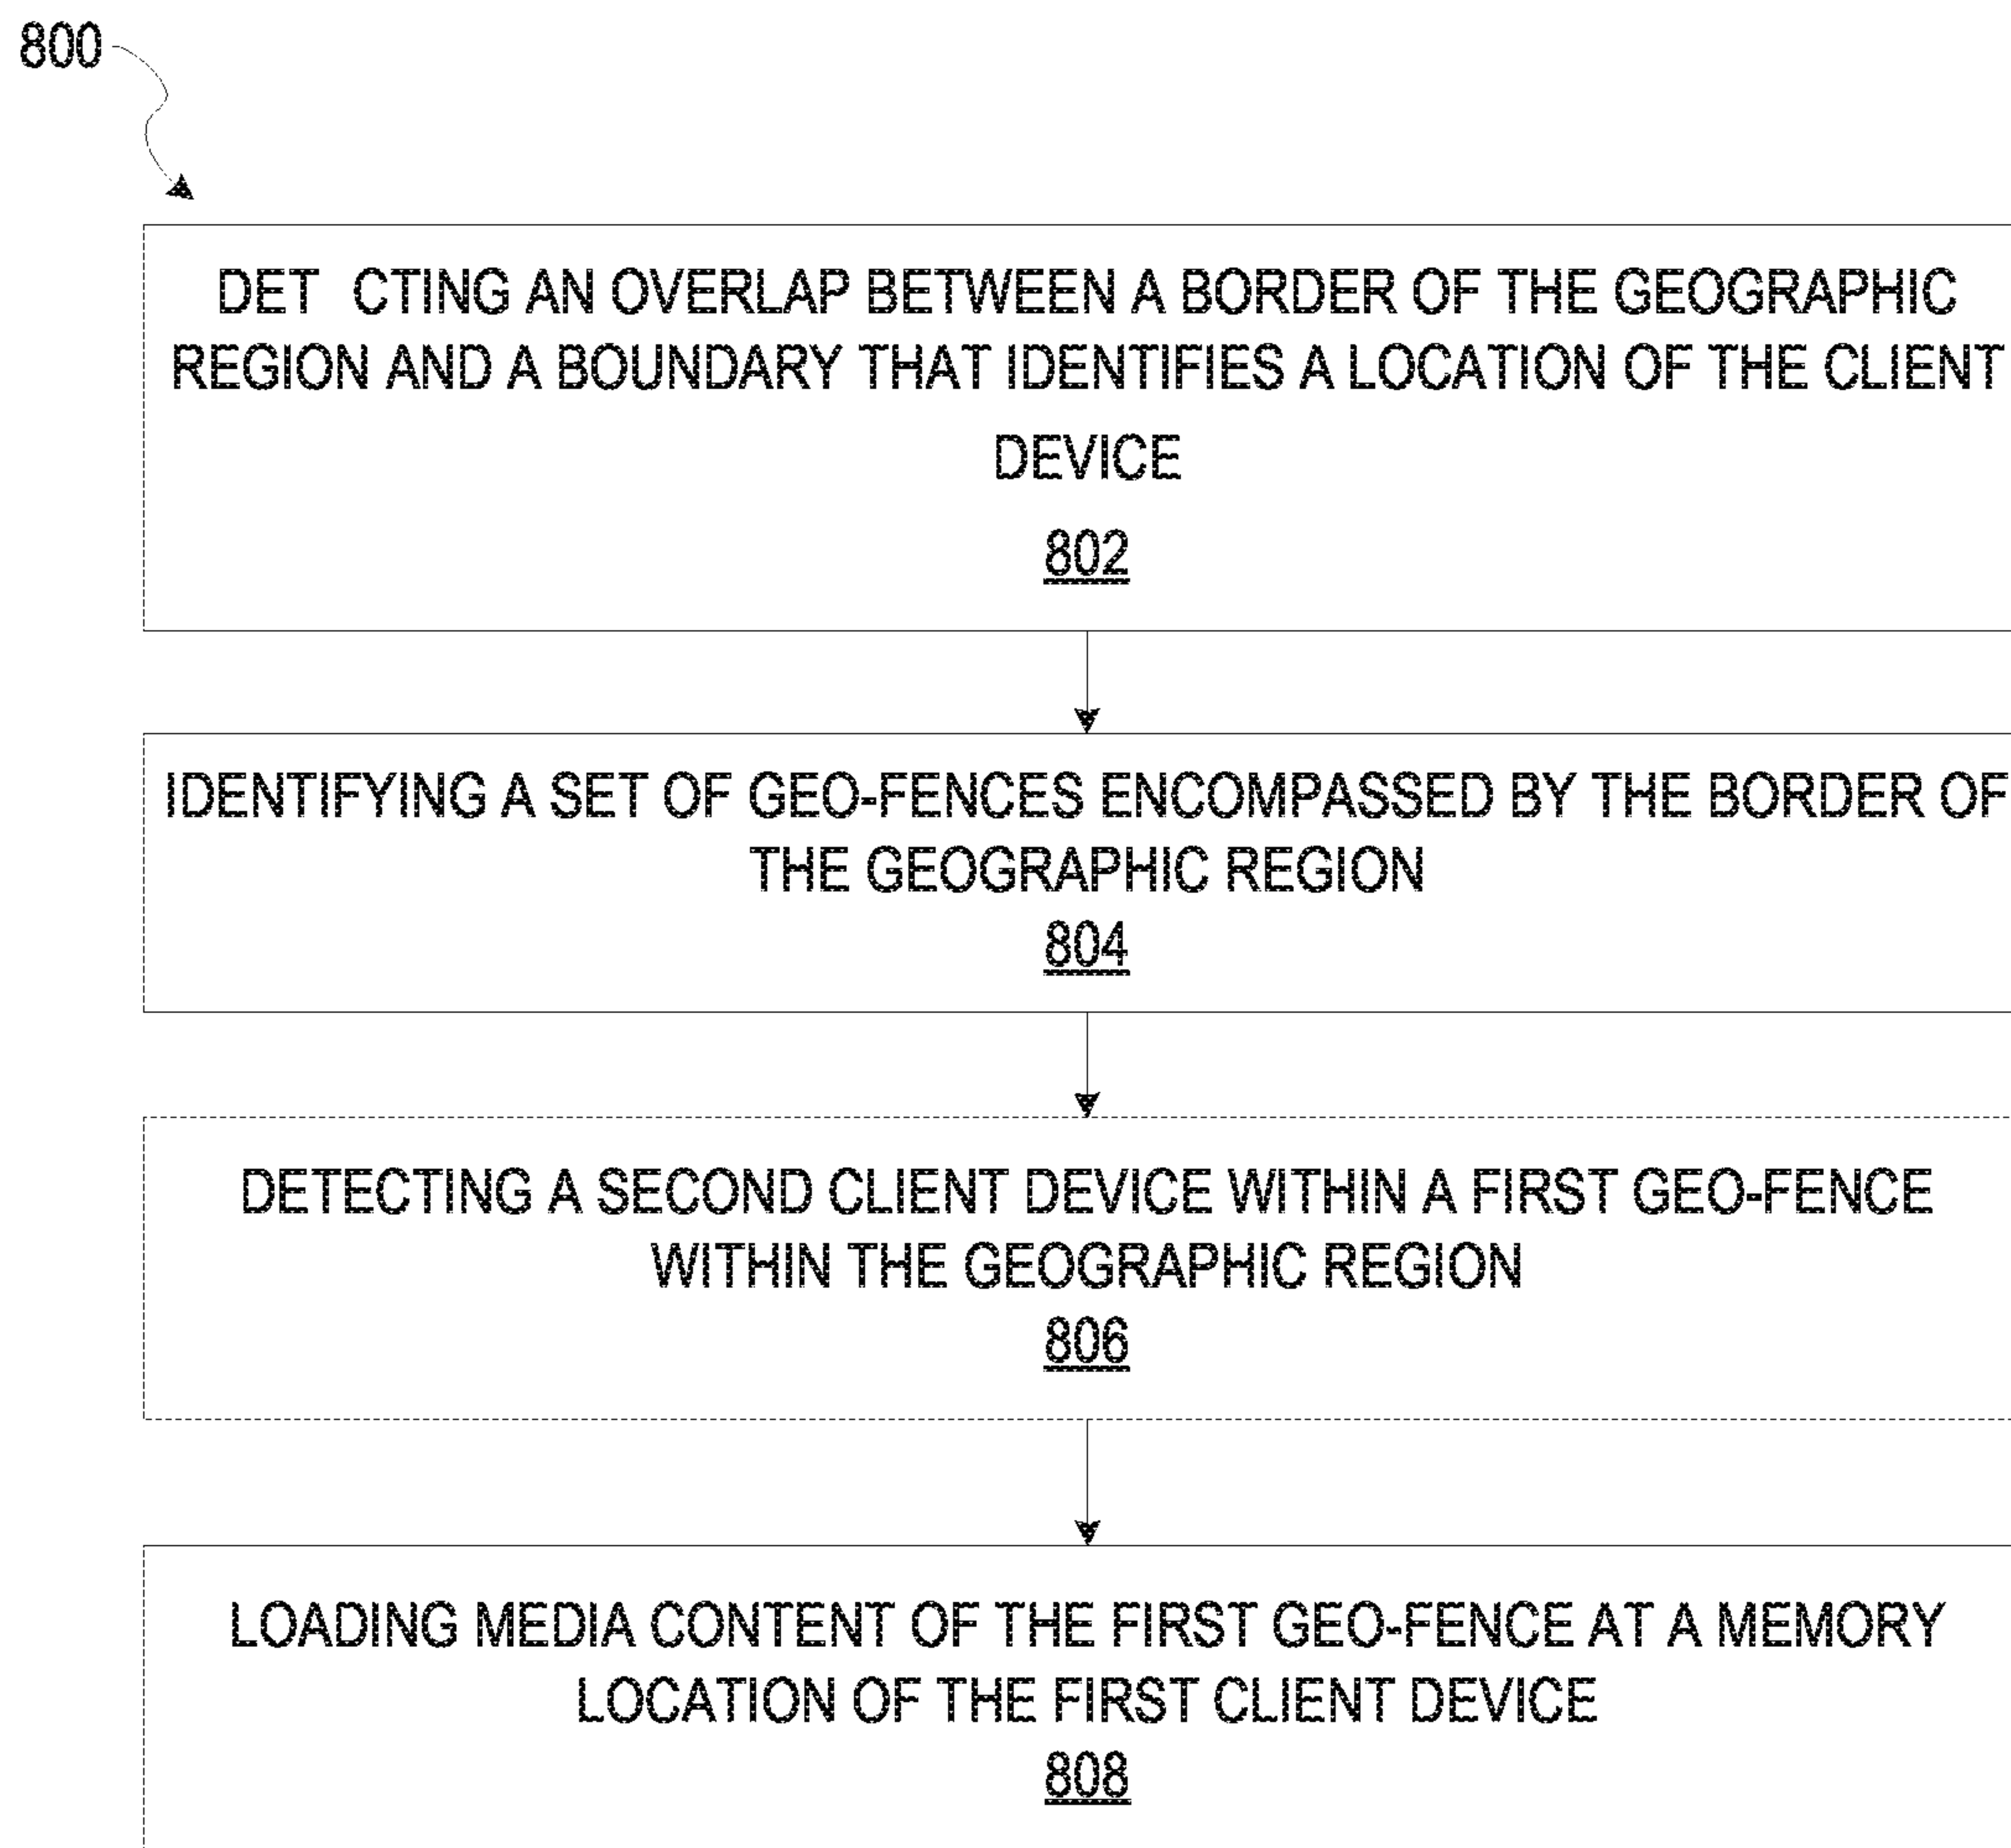 800
DET CTING AN OVERLAP BETWEEN A BORDER OF THE GEOGRAPHIC
REGION AND A BOUNDARY THAT IDENTIFIES A LOCATION OF THE CLIENT
DEVICE
802
IDENTIFYING A SET OF GEO-FENCES ENCOMPASSED BY THE BORDER OF
THE GEOGRAPHIC REGION
804
DETECTING A SECOND CLIENT DEVICE WITHIN A FIRST GEO-FENCE
WITHIN THE GEOGRAPHIC REGION
806
LOADING MEDIA CONTENT OF THE FIRST GEO-FENCE AT A MEMORY
LOCATION OF THE FIRST CLIENT DEVICE
808